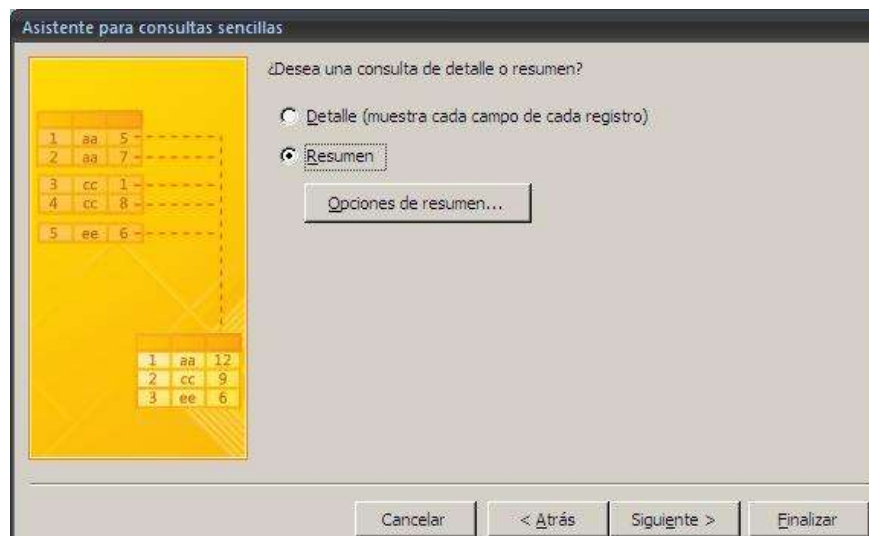 Asistente para consultas sencillas
¿Desea una consulta de detalle o resumen?
Detalle (muestra cada campo de cada registro)
Resumen
Opciones de resumen...
1 aa 5
2 aa 7
3 cc 1
4 cc 8
5 ee 6
1 aa 12
2 cc 9
3 ee 6
Cancelar
< Atrás
Siguiente >
Finalizar